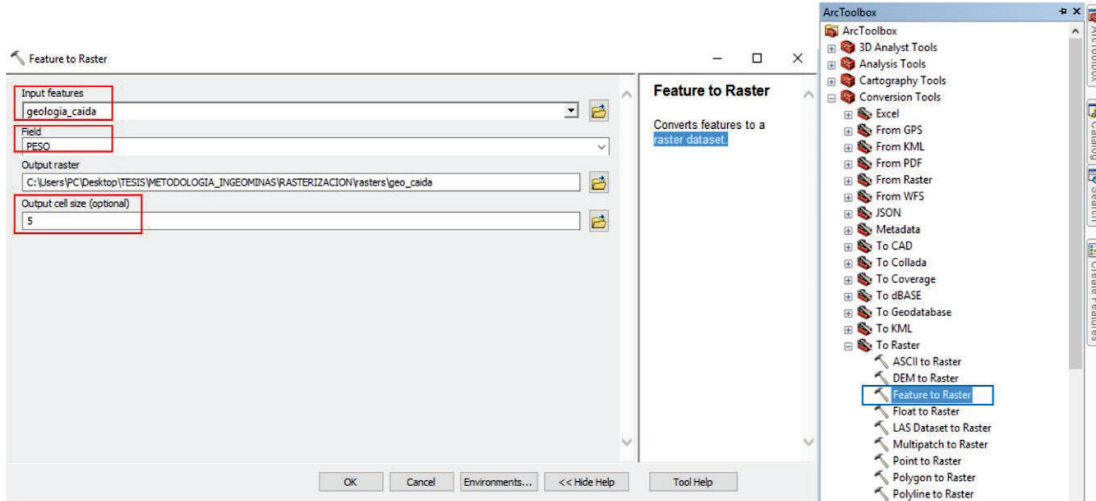 Feature to Raster
Input features
geologia_caida
Field
PESO
Output raster
C:\Users\PC\Desktop\TESIS\METODOLOGIA_INGEOMINAS\RASTERIZACION\rasters\geo_caida
Output cell size (optional)
5
Feature to Raster
Converts features to a
raster dataset.
OK
Cancel
Environments...
<< Hide Help
Tool Help
ArcToolbox
ArcToolbox
3D Analyst Tools
Analysis Tools
Cartography Tools
Conversion Tools
Excel
From GPS
From KML
From PDF
From Raster
From WFS
JSON
Metadata
To CAD
To Collada
To Coverage
To dBASE
To Geodatabase
To KML
To Raster
ASCII to Raster
DEM to Raster
Feature to Raster
Float to Raster
LAS Dataset to Raster
Multipatch to Raster
Point to Raster
Polygon to Raster
Polyline to Raster
ArcToolbox
Catalog
Search
Create Features